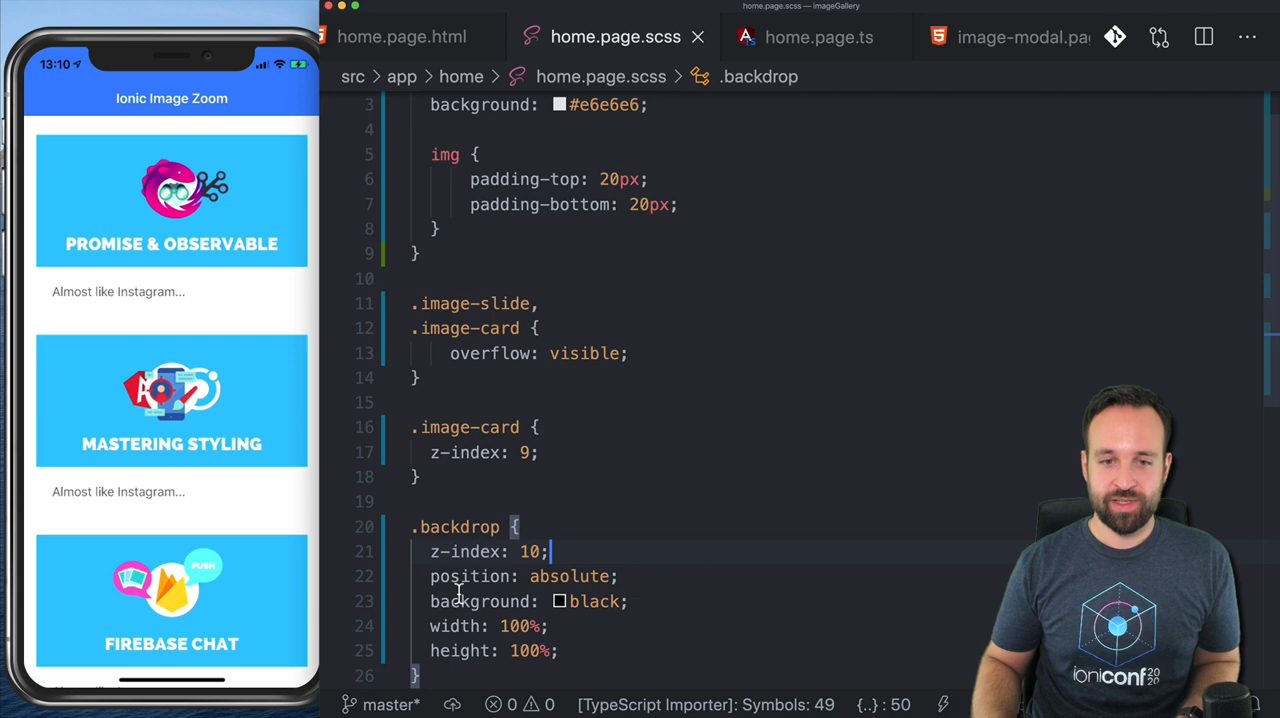 home.page.scss — imageGallery
home.page.html
home.page.scss
home.page.ts
image-modal.pa
src > app > home > home.page.scss > .backdrop
13:10
Ionic Image Zoom
PROMISE & OBSERVABLE
Almost like Instagram...
MASTERING STYLING
Almost like Instagram...
PUSH
FIREBASE CHAT
3 background: #e6e6e6;
4
5 img {
6 padding-top: 20px;
7 padding-bottom: 20px;
8 }
9 }
10
11 .image-slide,
12 .image-card {
13 overflow: visible;
14 }
15
16 .image-card {
17 z-index: 9;
18 }
19
20 .backdrop {
21 z-index: 10;
22 position: absolute;
23 background: black;
24 width: 100%;
25 height: 100%;
26 }
ioniconf 2020
master* 0 0 [TypeScript Importer]: Symbols: 49 {..} : 50